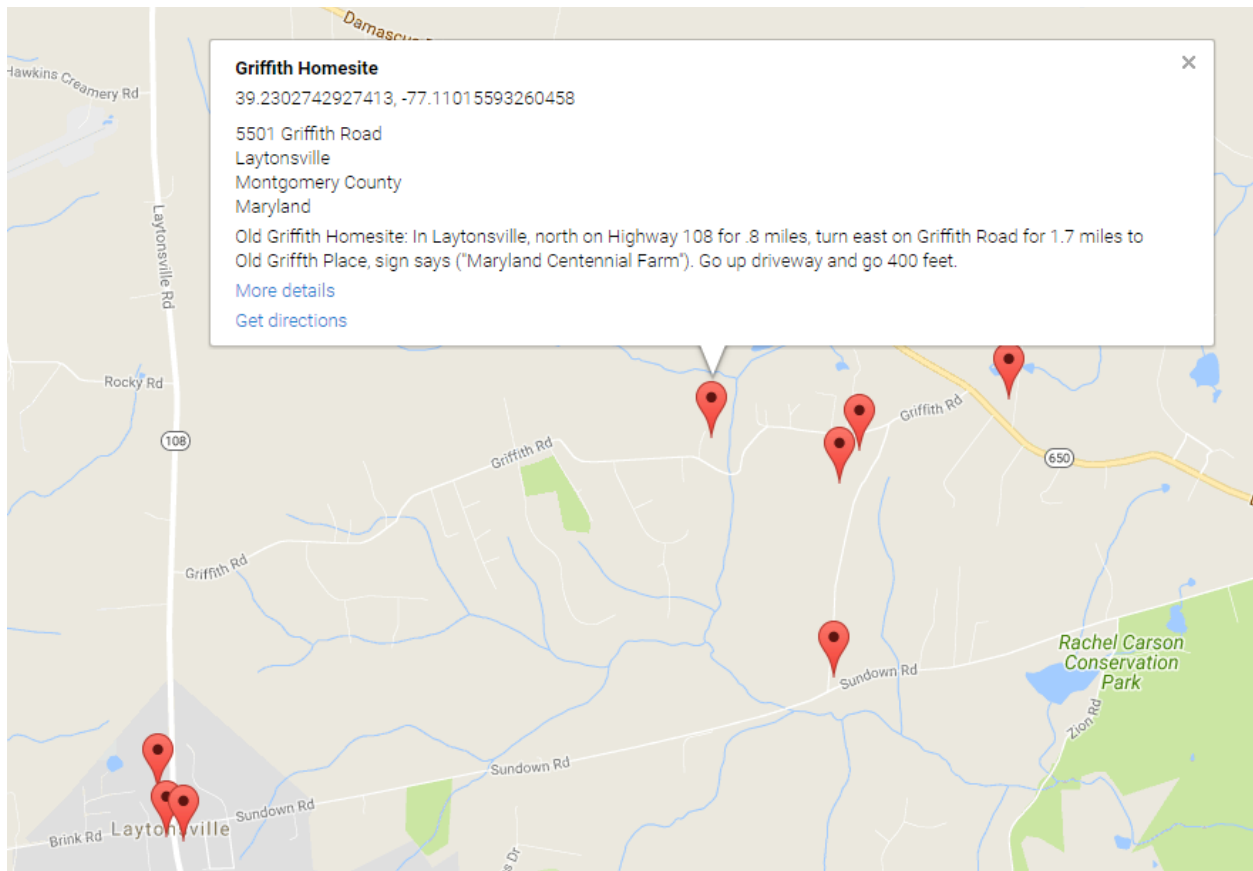 Damascus
Hawkins Creamery Rd
Griffith Homesite
39.2302742927413, -77.11015593260458
5501 Griffith Road
Laytonsville
Montgomery County
Maryland
Old Griffith Homesite: In Laytonsville, north on Highway 108 for .8 miles, turn east on Griffith Road for 1.7 miles to
Old Griffth Place, sign says ("Maryland Centennial Farm"). Go up driveway and go 400 feet.
More details
Get directions
Laytonsville Rd
Rocky Rd
108
Griffith Rd
Griffith Rd
650
Griffith Rd
Rachel Carson
Conservation
Park
Sundown Rd
Zion Rd
Sundown Rd
Sundown Rd
Laytonsville
Brink Rd
s Dr